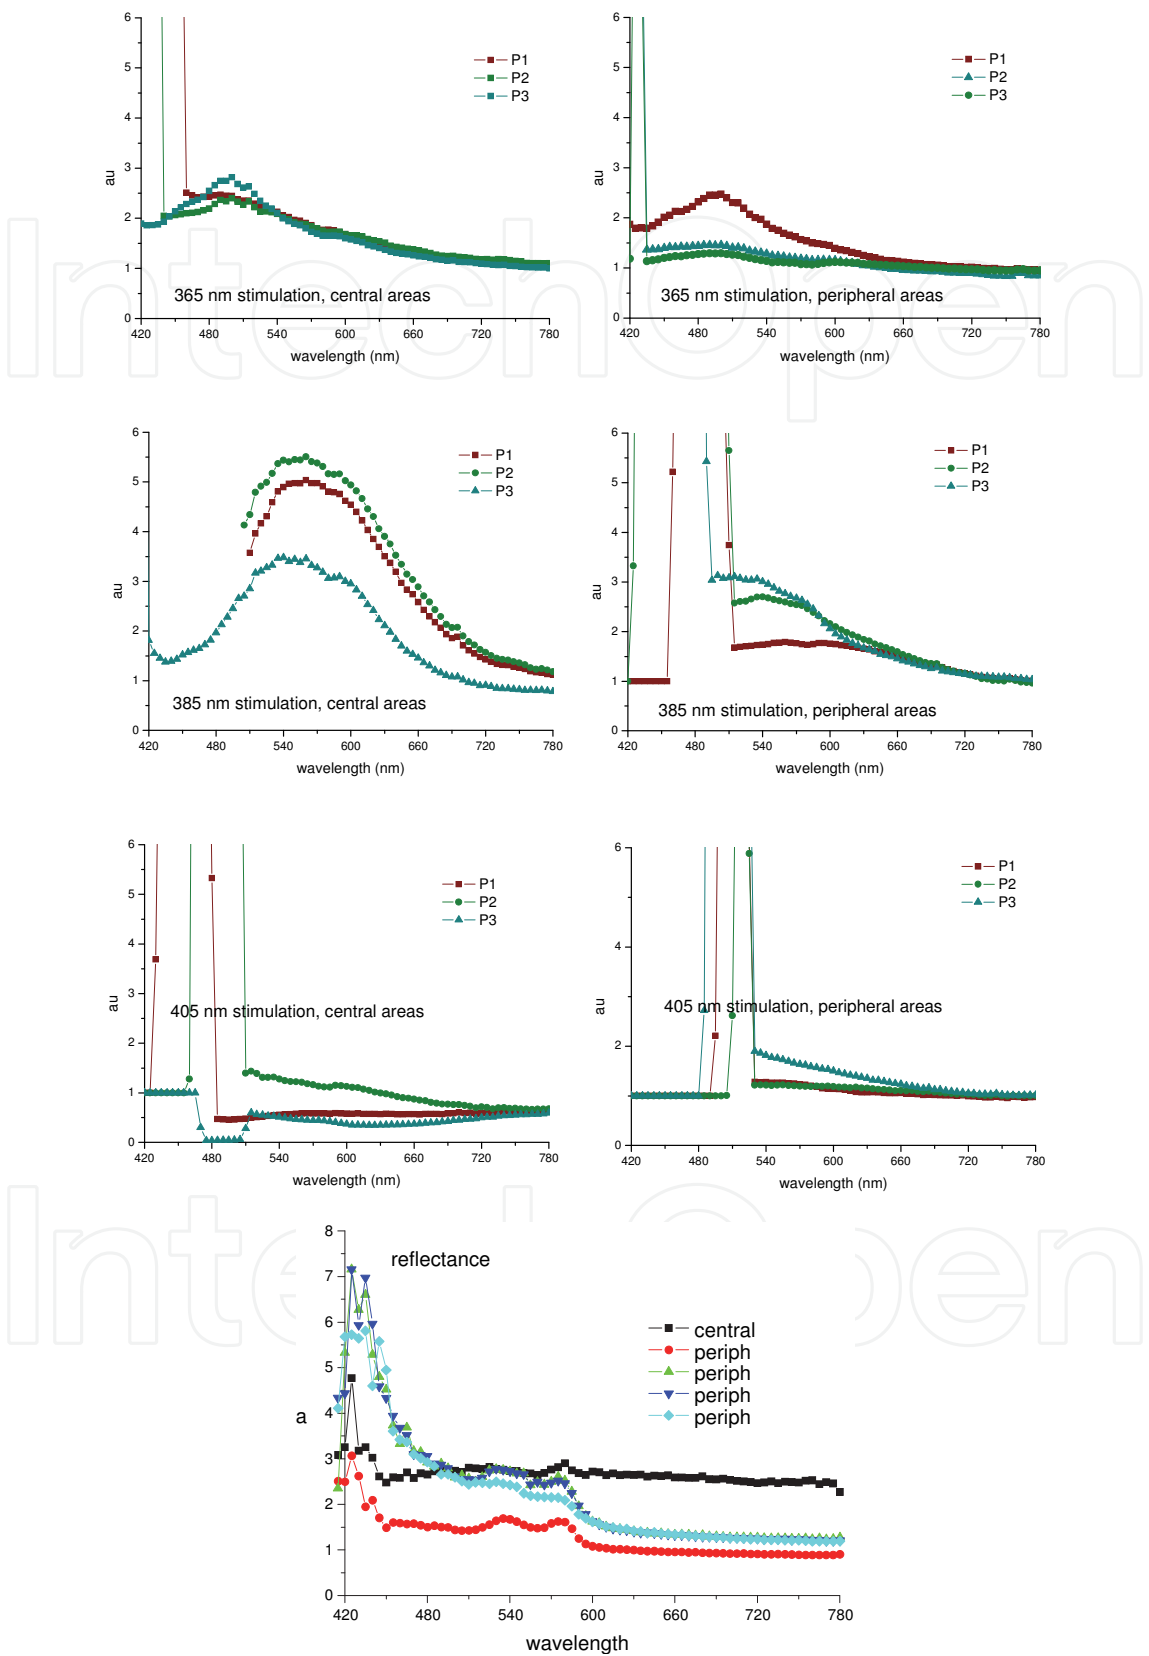 6
5
4
3
2
1
0
au
P1
P2
P3
365 nm stimulation, central areas
420 480 540 600 660 720 780
wavelength (nm)
6
5
4
3
2
1
0
au
P1
P2
P3
365 nm stimulation, peripheral areas
420 480 540 600 660 720 780
wavelength (nm)
6
5
4
3
2
1
0
au
P1
P2
P3
385 nm stimulation, central areas
420 480 540 600 660 720 780
wavelength (nm)
6
5
4
3
2
1
0
au
P1
P2
P3
385 nm stimulation, peripheral areas
420 480 540 600 660 720 780
wavelength (nm)
6
5
4
3
2
1
0
au
P1
P2
P3
405 nm stimulation, central areas
420 480 540 600 660 720 780
wavelength (nm)
6
4
2
0
au
P1
P2
P3
405 nm stimulation, peripheral areas
420 480 540 600 660 720 780
wavelength (nm)
8
7
6
5
4
3
2
1
0
a
reflectance
central
periph
periph
periph
periph
420 480 540 600 660 720 780
wavelength
IntechOpen
IntechOpen